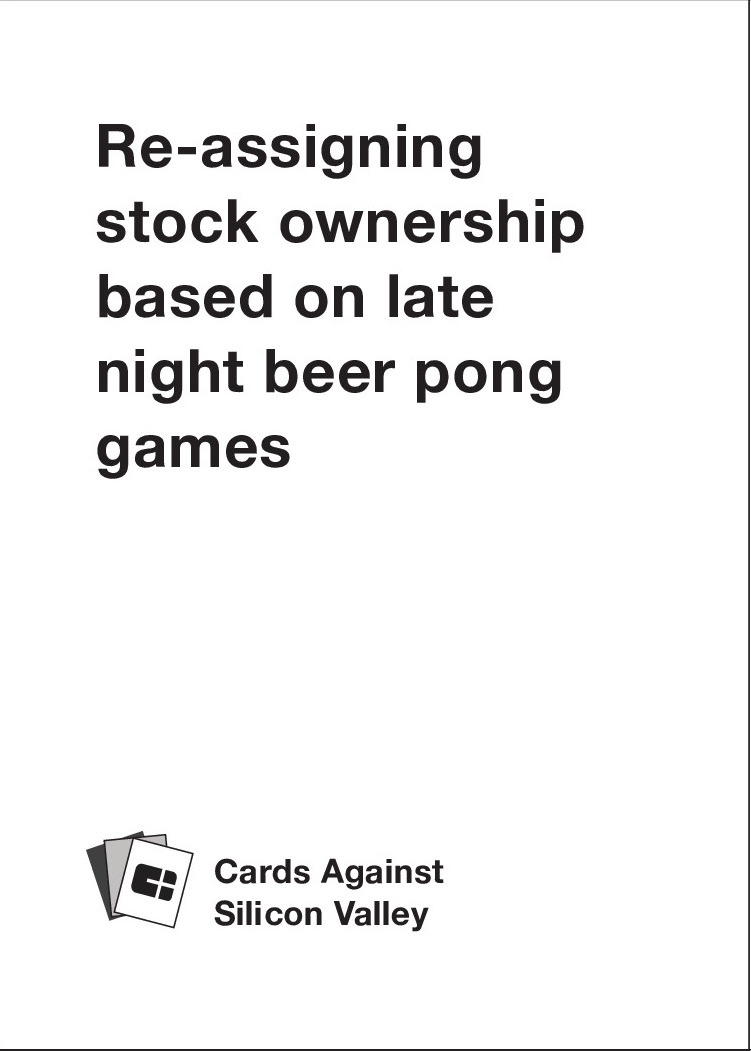 Re-assigning
stock ownership
based on late
night beer pong
games
Cards Against
Silicon Valley